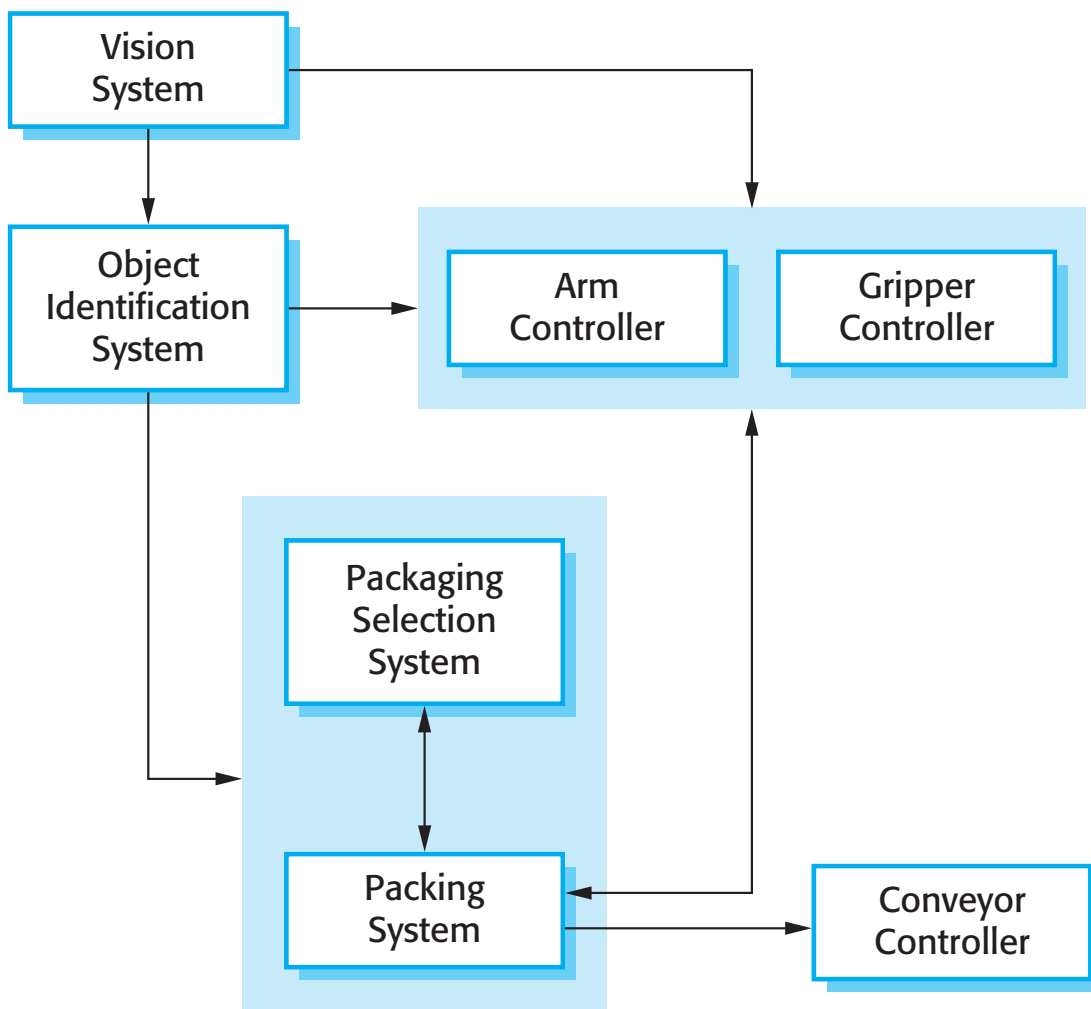 Vision
System
Object
Identification
System
Arm
Controller
Gripper
Controller
Packaging
Selection
System
Packing
System
Conveyor
Controller